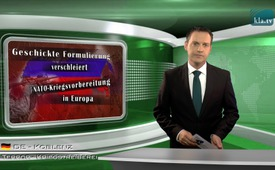 kla.tv
Geschickte Formulierung
verschleiert
NATO-Kriegsvorbereitung
in Europa
DE - KOBLENZ